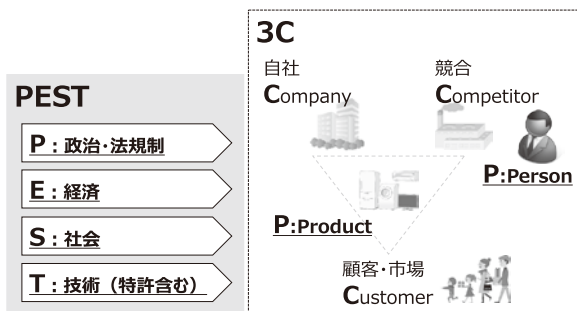 PEST
P：政治･法規制
E：経済
S：社会
T：技術（特許含む）
3C
自社
Company
競合
Competitor
P:Person
P:Product
顧客･市場
Customer